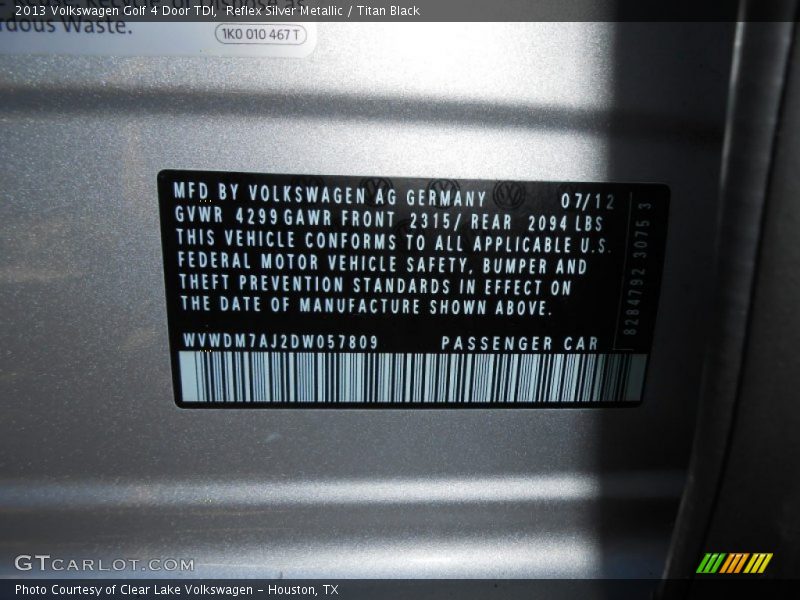 2013 Volkswagen Golf 4 Door TDI, Reflex Silver Metallic / Titan Black
rdous Waste.
1K0 010 467 T
MFD BY VOLKSWAGEN AG GERMANY 07/12
GVWR 4299 GAWR FRONT 2315/ REAR 2094 LBS
THIS VEHICLE CONFORMS TO ALL APPLICABLE U.S.
FEDERAL MOTOR VEHICLE SAFETY, BUMPER AND
THEFT PREVENTION STANDARDS IN EFFECT ON
THE DATE OF MANUFACTURE SHOWN ABOVE.
8284792 3075 3
WVWDM7AJ2DW057809 PASSENGER CAR
GTCARLOT.COM
Photo Courtesy of Clear Lake Volkswagen – Houston, TX